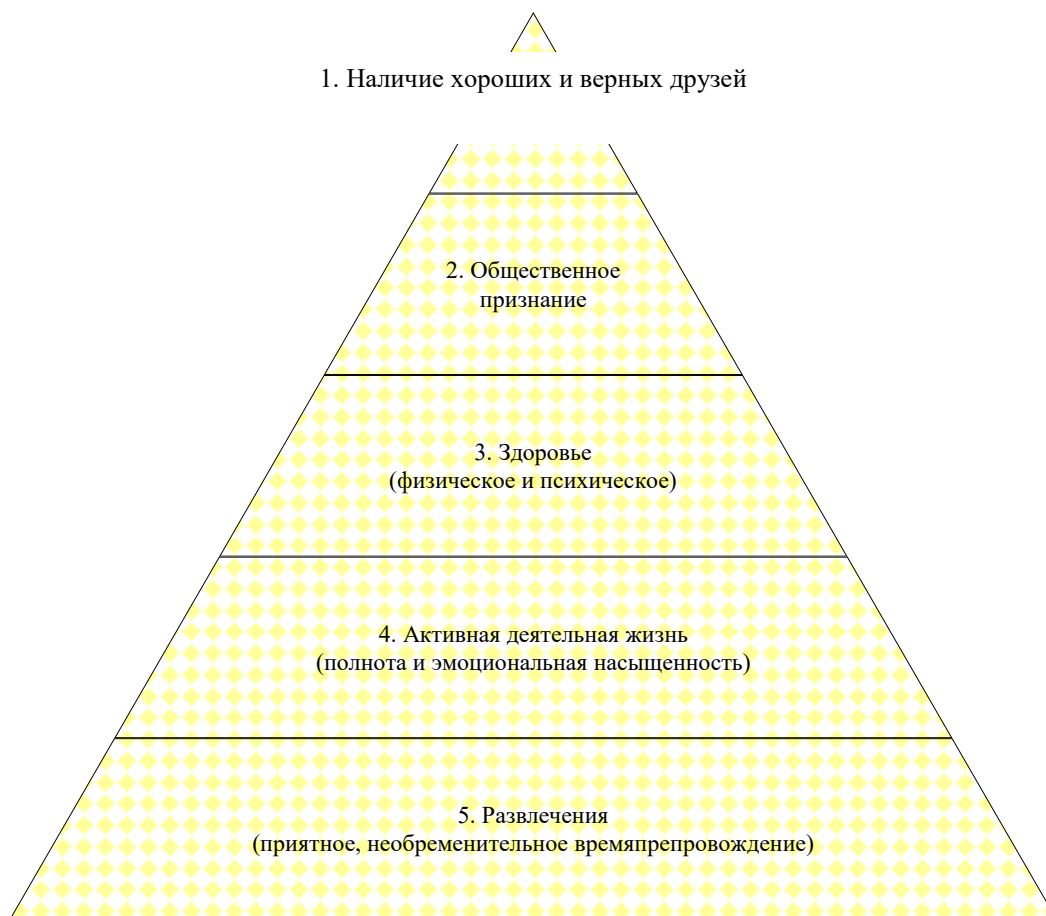 1. Наличие хороших и верных друзей
2. Общественное
признание
3. Здоровье
(физическое и психическое)
4. Активная деятельная жизнь
(полнота и эмоциональная насыщенность)
5. Развлечения
(приятное, необременительное времяпрепровождение)